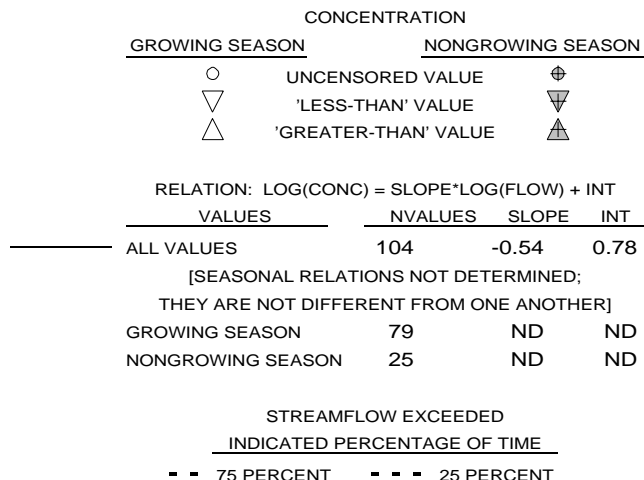 CONCENTRATION
GROWING SEASON NONGROWING SEASON
UNCENSORED VALUE
'LESS-THAN' VALUE
'GREATER-THAN' VALUE
RELATION: LOG(CONC) = SLOPE*LOG(FLOW) + INT
VALUES NVALUES SLOPE INT
ALL VALUES 104 -0.54 0.78
[SEASONAL RELATIONS NOT DETERMINED;
THEY ARE NOT DIFFERENT FROM ONE ANOTHER]
GROWING SEASON 79 ND ND
NONGROWING SEASON 25 ND ND
STREAMFLOW EXCEEDED
INDICATED PERCENTAGE OF TIME
75 PERCENT 25 PERCENT